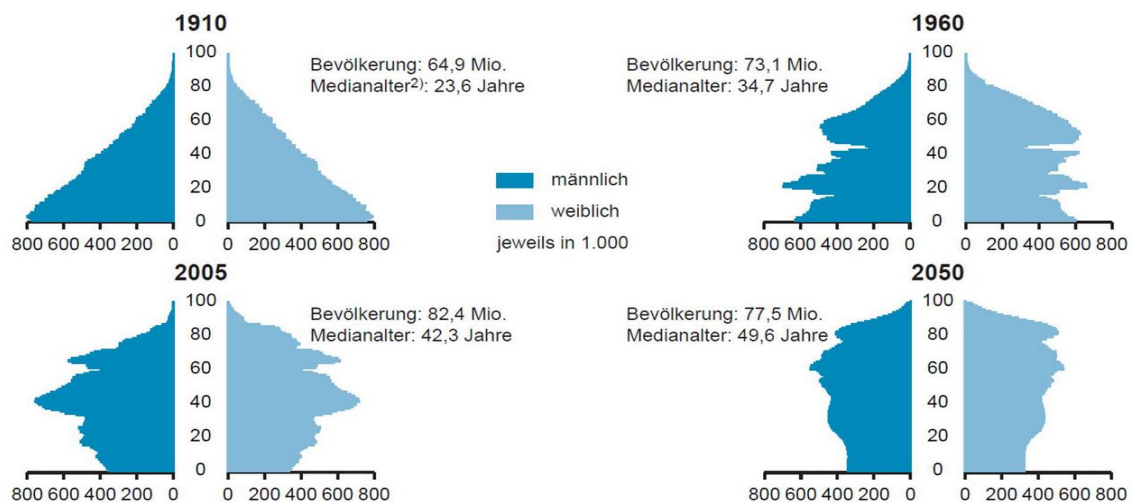 1910
100
80
60
40
20
0
800 600 400 200 0
0 200 400 600 800
Bevölkerung: 64,9 Mio.
Medianalter2): 23,6 Jahre
männlich
weiblich
jeweils in 1.000
1960
Bevölkerung: 73,1 Mio.
Medianalter: 34,7 Jahre
100
80
60
40
20
0
800 600 400 200 0
0 200 400 600 800
2005
100
80
60
40
20
0
800 600 400 200 0
0 200 400 600 800
Bevölkerung: 82,4 Mio.
Medianalter: 42,3 Jahre
2050
Bevölkerung: 77,5 Mio.
Medianalter: 49,6 Jahre
100
80
60
40
20
0
800 600 400 200 0
0 200 400 600 800